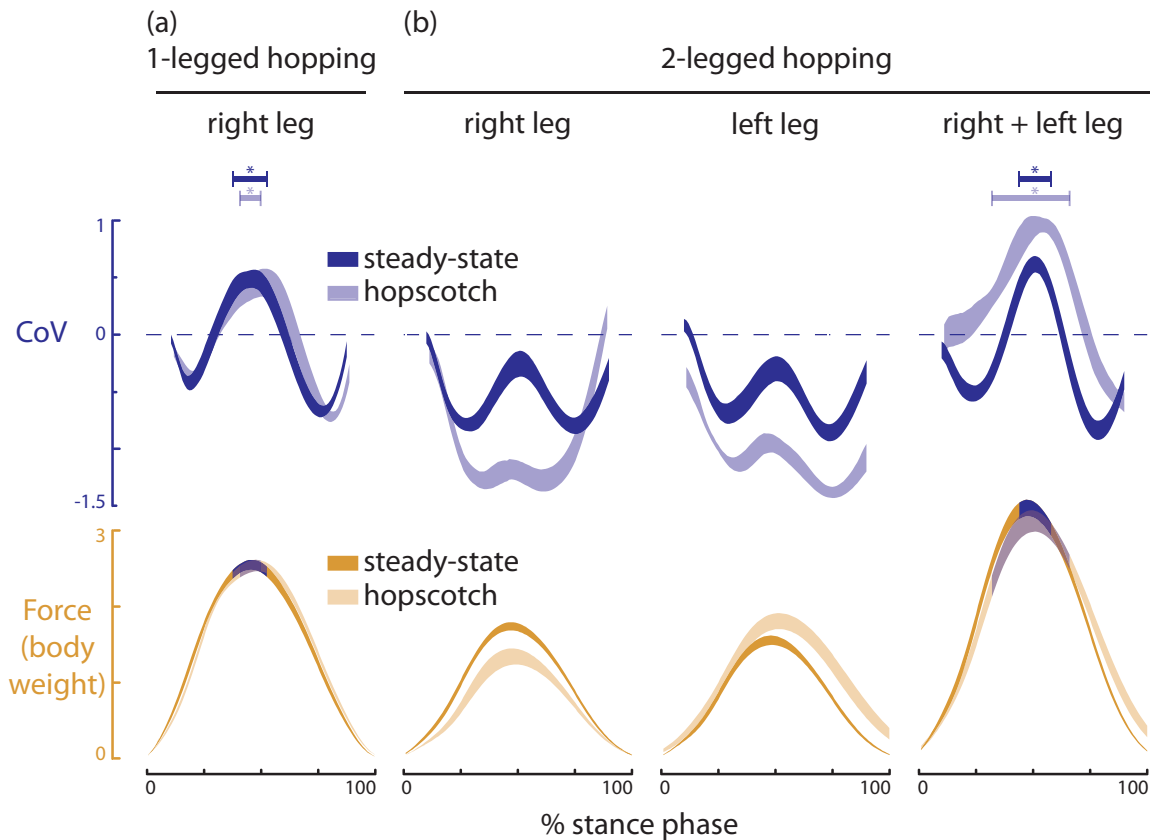 (a)
(b)
1-legged hopping
2-legged hopping
right leg
right leg
left leg
right + left leg
*
*
*
*
1
steady-state
hopscotch
CoV
0
-1.5
3
steady-state
hopscotch
Force
(body
weight)
0
0
100
0
100
0
100
0
100
% stance phase